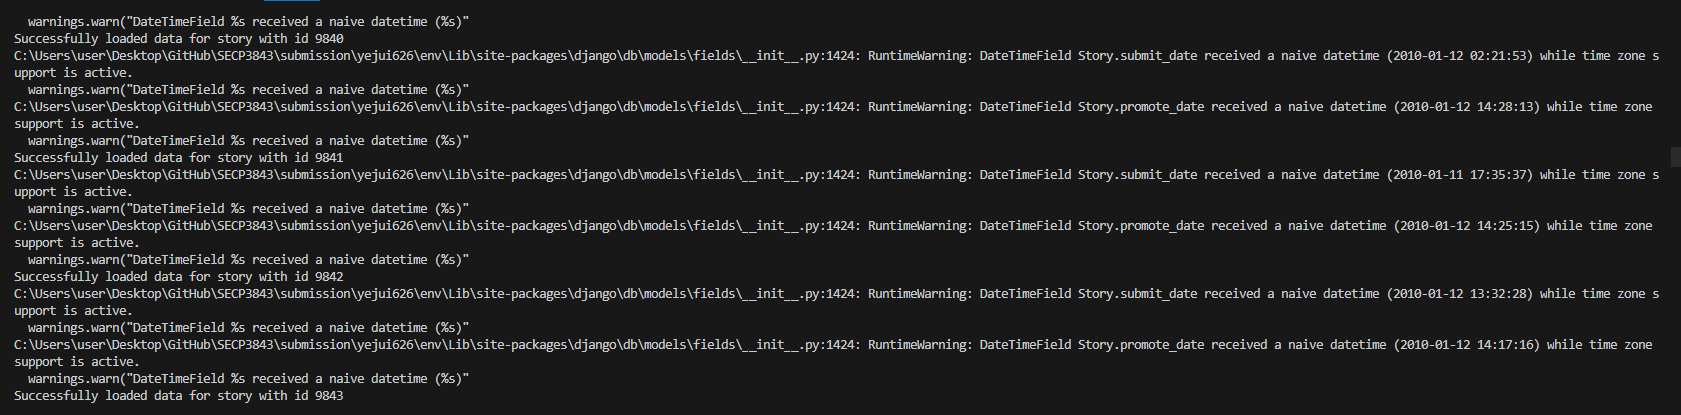 warnings.warn("DateTimeField %s received a naive datetime (%s)"
Successfully loaded data for story with id 9840
C:\Users\user\Desktop\GitHub\SECP3843\submission\yejui626\env\Lib\site-packages\django\db\models\fields\__init__.py:1424: RuntimeWarning: DateTimeField Story.submit_date received a naive datetime (2010-01-12 02:21:53) while time zone s
upport is active.
  warnings.warn("DateTimeField %s received a naive datetime (%s)"
C:\Users\user\Desktop\GitHub\SECP3843\submission\yejui626\env\Lib\site-packages\django\db\models\fields\__init__.py:1424: RuntimeWarning: DateTimeField Story.promote_date received a naive datetime (2010-01-12 14:28:13) while time zone
support is active.
  warnings.warn("DateTimeField %s received a naive datetime (%s)"
Successfully loaded data for story with id 9841
C:\Users\user\Desktop\GitHub\SECP3843\submission\yejui626\env\Lib\site-packages\django\db\models\fields\__init__.py:1424: RuntimeWarning: DateTimeField Story.submit_date received a naive datetime (2010-01-11 17:35:37) while time zone s
upport is active.
  warnings.warn("DateTimeField %s received a naive datetime (%s)"
C:\Users\user\Desktop\GitHub\SECP3843\submission\yejui626\env\Lib\site-packages\django\db\models\fields\__init__.py:1424: RuntimeWarning: DateTimeField Story.promote_date received a naive datetime (2010-01-12 14:25:15) while time zone
support is active.
  warnings.warn("DateTimeField %s received a naive datetime (%s)"
Successfully loaded data for story with id 9842
C:\Users\user\Desktop\GitHub\SECP3843\submission\yejui626\env\Lib\site-packages\django\db\models\fields\__init__.py:1424: RuntimeWarning: DateTimeField Story.submit_date received a naive datetime (2010-01-12 13:32:28) while time zone s
upport is active.
  warnings.warn("DateTimeField %s received a naive datetime (%s)"
C:\Users\user\Desktop\GitHub\SECP3843\submission\yejui626\env\Lib\site-packages\django\db\models\fields\__init__.py:1424: RuntimeWarning: DateTimeField Story.promote_date received a naive datetime (2010-01-12 14:17:16) while time zone
support is active.
  warnings.warn("DateTimeField %s received a naive datetime (%s)"
Successfully loaded data for story with id 9843